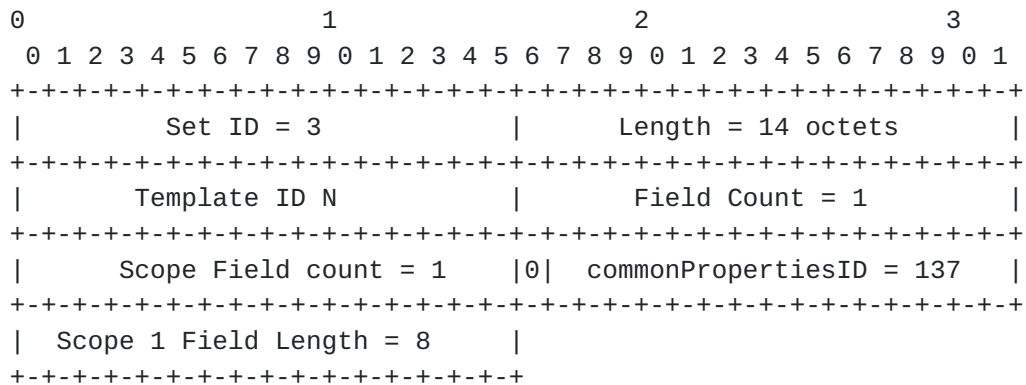 0                   1                   2                   3
 0 1 2 3 4 5 6 7 8 9 0 1 2 3 4 5 6 7 8 9 0 1 2 3 4 5 6 7 8 9 0 1
+-+-+-+-+-+-+-+-+-+-+-+-+-+-+-+-+-+-+-+-+-+-+-+-+-+-+-+-+-+-+-+-+
|         Set ID = 3            |      Length = 14 octets       |
+-+-+-+-+-+-+-+-+-+-+-+-+-+-+-+-+-+-+-+-+-+-+-+-+-+-+-+-+-+-+-+-+
|       Template ID N           |       Field Count = 1         |
+-+-+-+-+-+-+-+-+-+-+-+-+-+-+-+-+-+-+-+-+-+-+-+-+-+-+-+-+-+-+-+-+
|      Scope Field count = 1    |0|  commonPropertiesID = 137   |
+-+-+-+-+-+-+-+-+-+-+-+-+-+-+-+-+-+-+-+-+-+-+-+-+-+-+-+-+-+-+-+-+
|  Scope 1 Field Length = 8     |
+-+-+-+-+-+-+-+-+-+-+-+-+-+-+-+-+